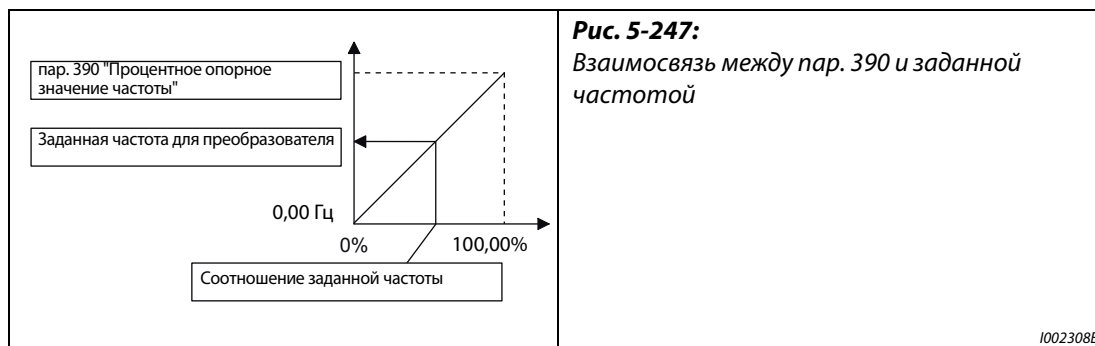 пар. 390 "Процентное опорное
значение частоты"
Заданная частота для преобразователя
0,00 Гц
0%
100,00%
Соотношение заданной частоты
Рис. 5-247:
Взаимосвязь между пар. 390 и заданной
частотой
I002308E